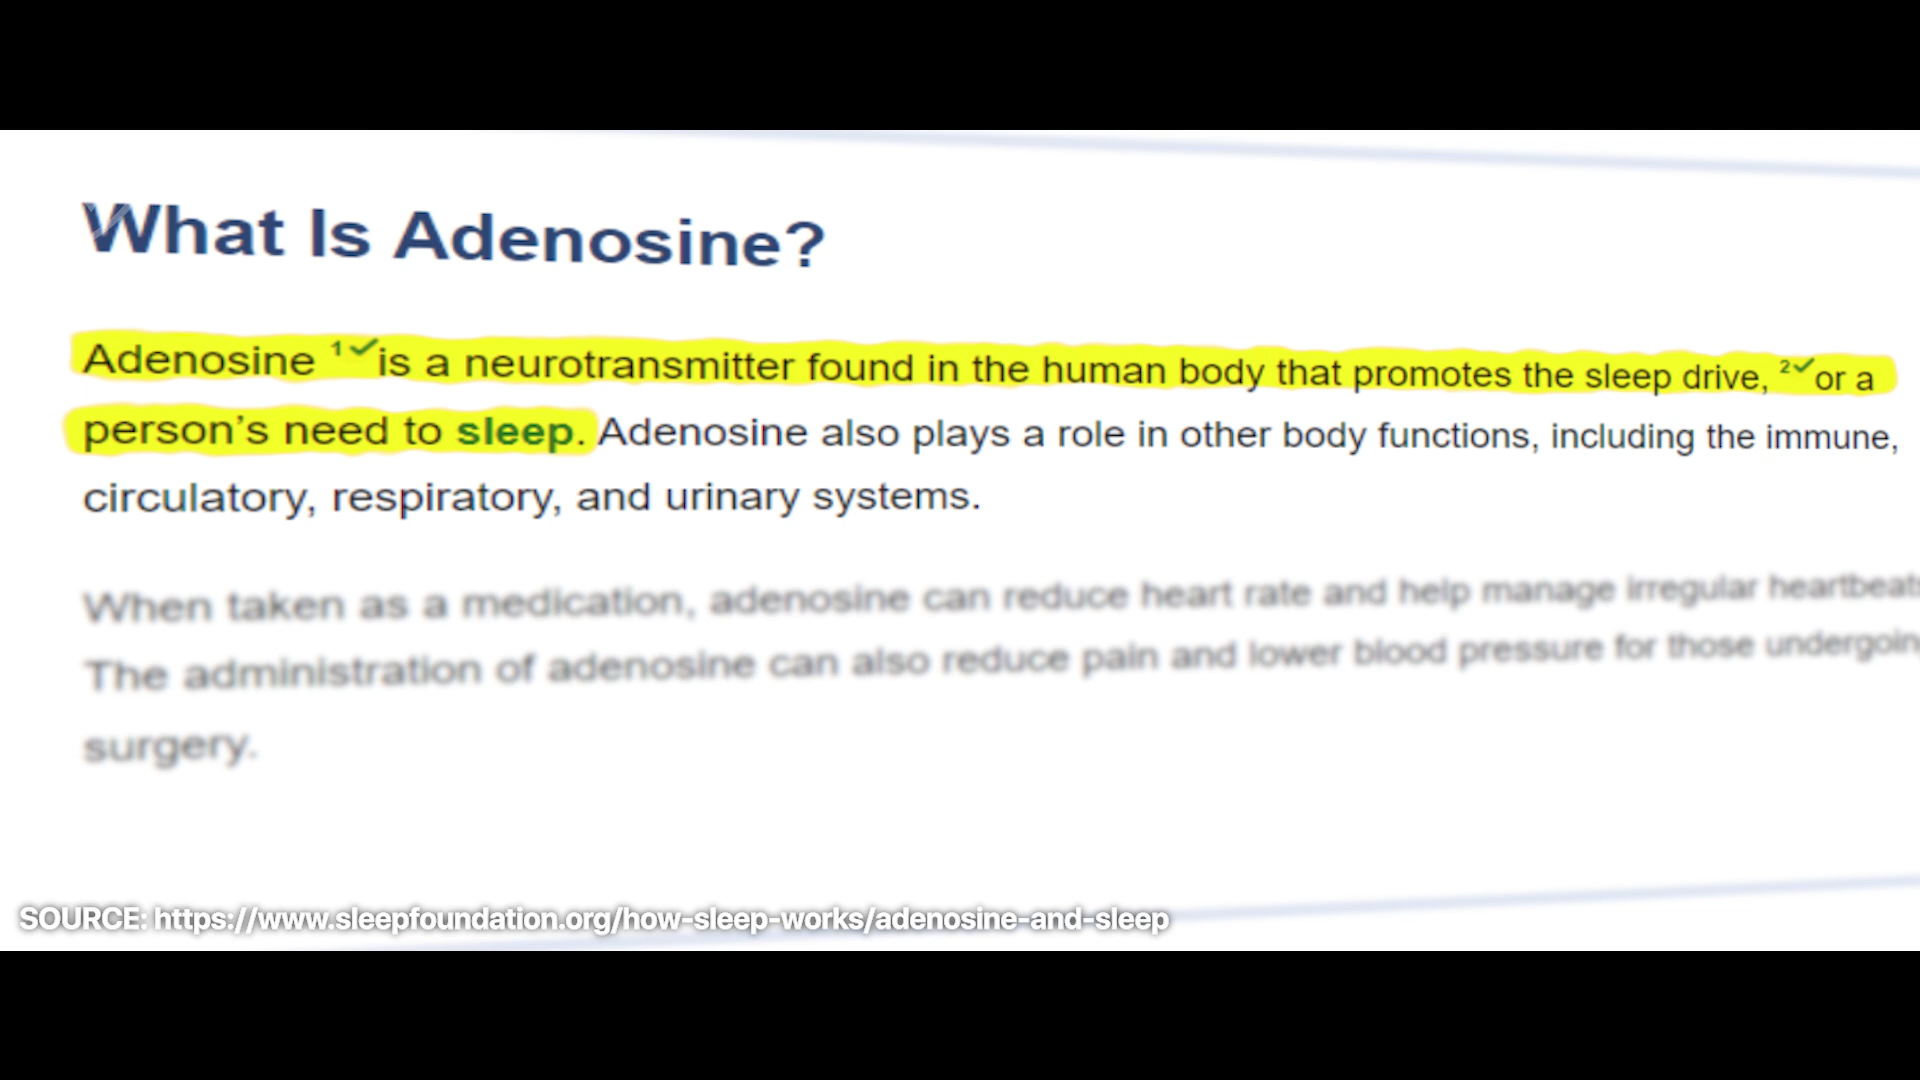 What Is Adenosine?
Adenosine ¹✓is a neurotransmitter found in the human body that promotes the sleep drive, ²✓or a
person’s need to sleep. Adenosine also plays a role in other body functions, including the immune,
circulatory, respiratory, and urinary systems.
When taken as a medication, adenosine can reduce heart rate and help manage irregular heartbeats
The administration of adenosine can also reduce pain and lower blood pressure for those undergoing
surgery.
SOURCE: https://www.sleepfoundation.org/how-sleep-works/adenosine-and-sleep